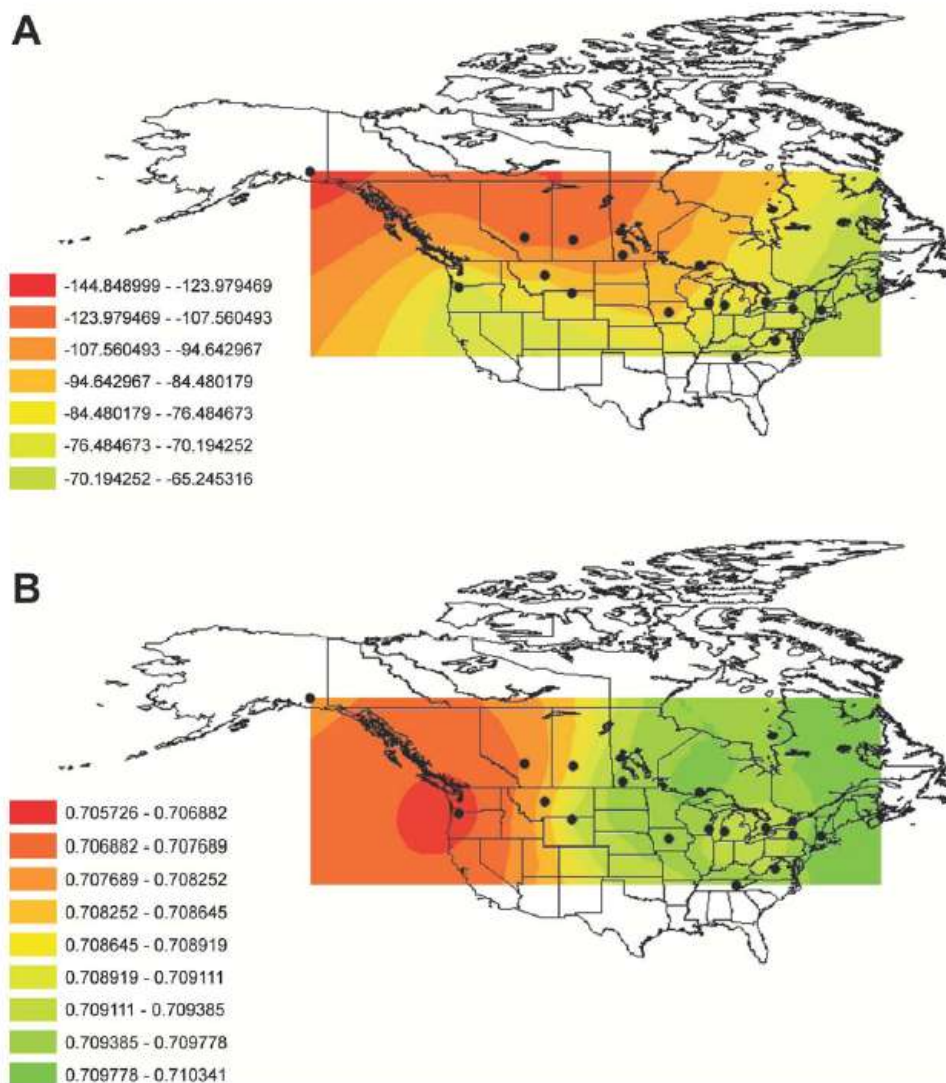 A
-144.848999 - -123.979469
-123.979469 - -107.560493
-107.560493 - -94.642967
-94.642967 - -84.480179
-84.480179 - -76.484673
-76.484673 - -70.194252
-70.194252 - -65.245316
B
0.705726 - 0.706882
0.706882 - 0.707689
0.707689 - 0.708252
0.708252 - 0.708645
0.708645 - 0.708919
0.708919 - 0.709111
0.709111 - 0.709385
0.709385 - 0.709778
0.709778 - 0.710341